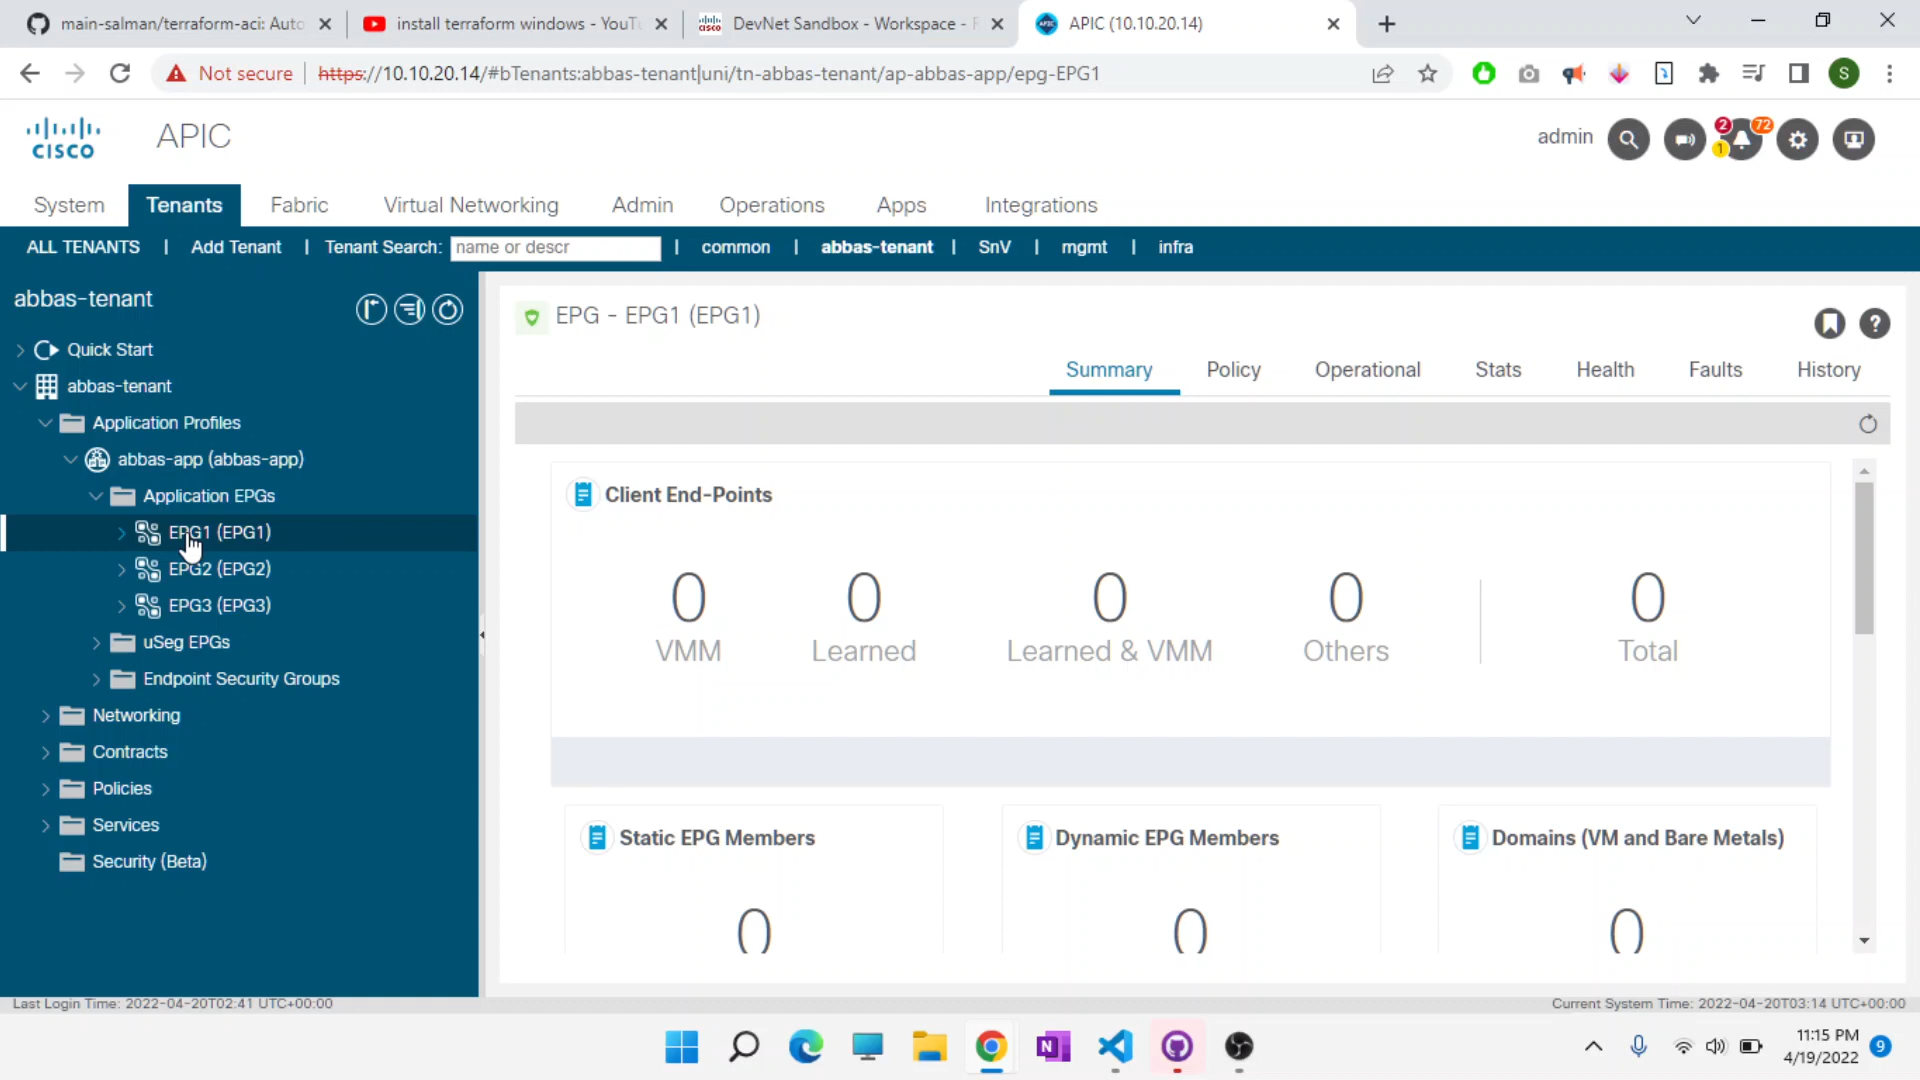 main-salman/terraform-aci: Auto
install terraform windows - YouTu
DevNet Sandbox - Workspace - R
APIC (10.10.20.14)
Not secure
https://10.10.20.14/#bTenants:abbas-tenant|uni/tn-abbas-tenant/ap-abbas-app/epg-EPG1
S
CISCO
APIC
admin
2
1
72
System
Tenants
Fabric
Virtual Networking
Admin
Operations
Apps
Integrations
ALL TENANTS | Add Tenant | Tenant Search: name or descr | common | abbas-tenant | SnV | mgmt | infra
abbas-tenant
Quick Start
abbas-tenant
Application Profiles
abbas-app (abbas-app)
Application EPGs
EPG1 (EPG1)
EPG2 (EPG2)
EPG3 (EPG3)
uSeg EPGs
Endpoint Security Groups
Networking
Contracts
Policies
Services
Security (Beta)
EPG - EPG1 (EPG1)
Summary
Policy
Operational
Stats
Health
Faults
History
Client End-Points
0
VMM
0
Learned
0
Learned & VMM
0
Others
0
Total
Static EPG Members
0
Dynamic EPG Members
0
Domains (VM and Bare Metals)
0
Last Login Time: 2022-04-20T02:41 UTC+00:00
Current System Time: 2022-04-20T03:14 UTC+00:00
11:15 PM
4/19/2022
9